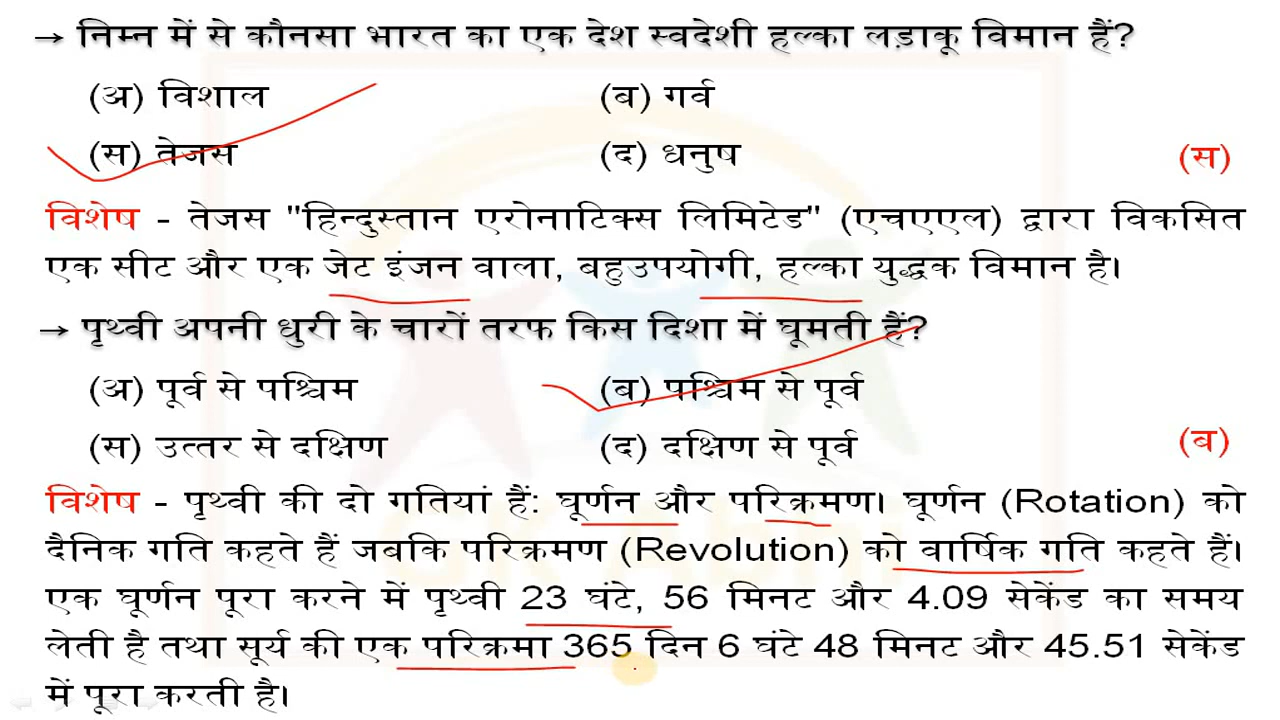 → निम्न में से कौनसा भारत का एक देश स्वदेशी हल्का लड़ाकू विमान हैं?
(अ) विशाल (ब) गर्व
(स) तेजस (द) धनुष (स)
विशेष - तेजस "हिन्दुस्तान एरोनाटिक्स लिमिटेड" (एचएएल) द्वारा विकसित
एक सीट और एक जेट इंजन वाला, बहुउपयोगी, हल्का युद्धक विमान है।
→ पृथ्वी अपनी धुरी के चारों तरफ किस दिशा में घूमती हैं?
(अ) पूर्व से पश्चिम (ब) पश्चिम से पूर्व
(स) उत्तर से दक्षिण (द) दक्षिण से पूर्व (ब)
विशेष - पृथ्वी की दो गतियां हैं: घूर्णन और परिक्रमण। घूर्णन (Rotation) को
दैनिक गति कहते हैं जबकि परिक्रमण (Revolution) को वार्षिक गति कहते हैं।
एक घूर्णन पूरा करने में पृथ्वी 23 घंटे, 56 मिनट और 4.09 सेकेंड का समय
लेती है तथा सूर्य की एक परिक्रमा 365 दिन 6 घंटे 48 मिनट और 45.51 सेकेंड
में पूरा करती है।